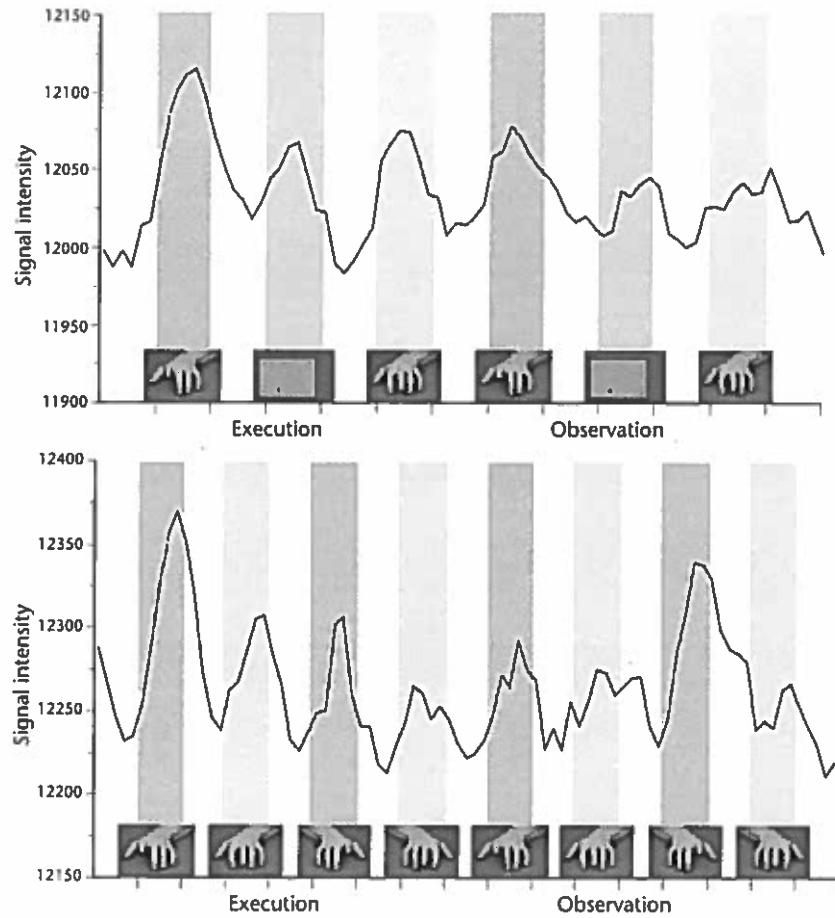 12150
12100
12050
12000
11950
11900
Signal intensity
Execution
Observation
12400
12350
12300
12250
12200
12150
Signal intensity
Execution
Observation